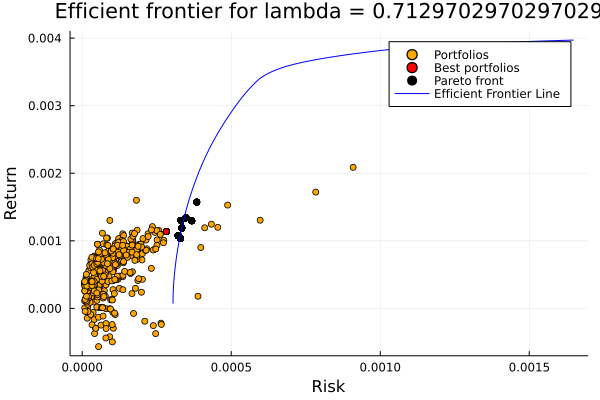 Efficient frontier for lambda = 0.7129702970297029
0.004
Portfolios
Best portfolios
Pareto front
Efficient Frontier Line
0.003
Return
0.002
0.001
0.000
0.0000
0.0005
0.0010
0.0015
Risk